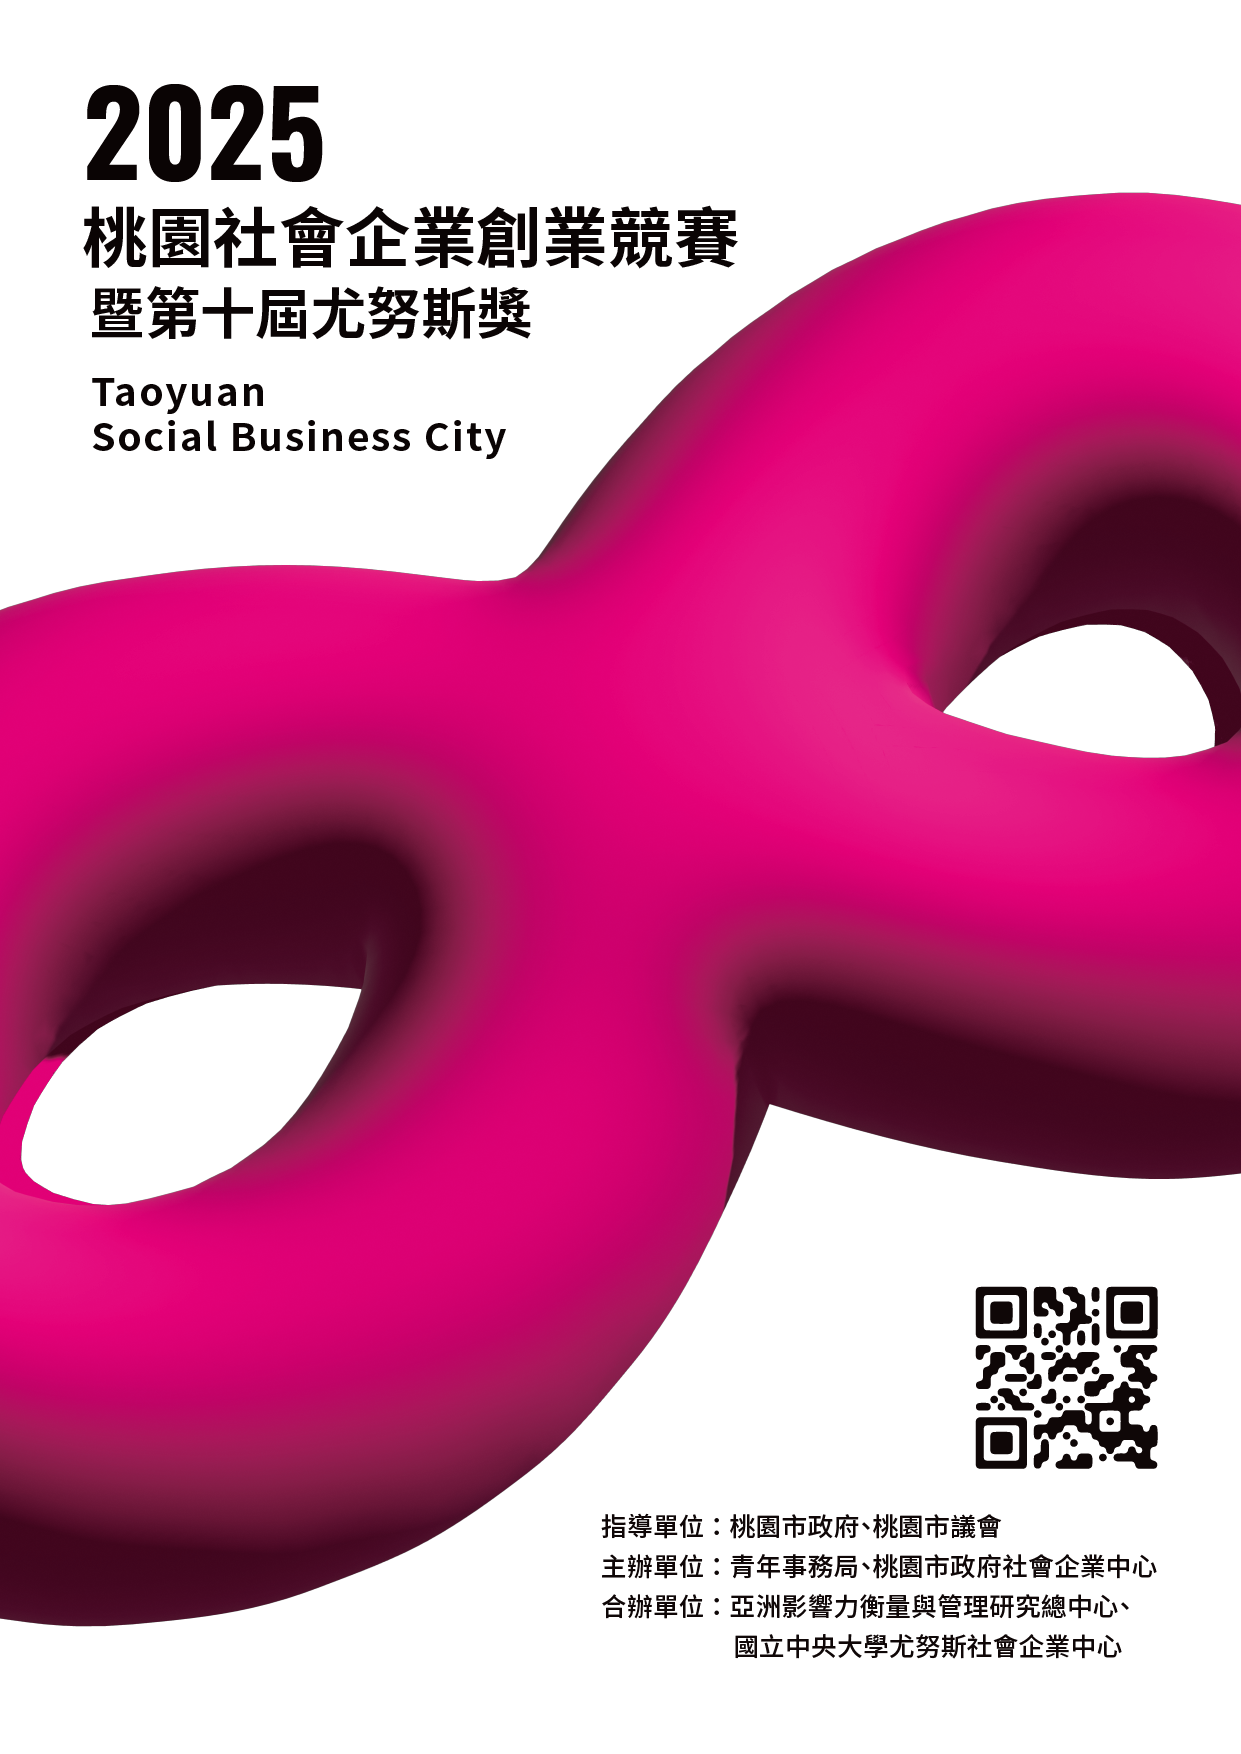 2025
桃園社會企業創業競賽
暨第十屆尤努斯獎
Taoyuan
Social Business City
指導單位：桃園市政府、桃園市議會
主辦單位：青年事務局、桃園市政府社會企業中心
合辦單位：亞洲影響力衡量與管理研究總中心、
國立中央大學尤努斯社會企業中心